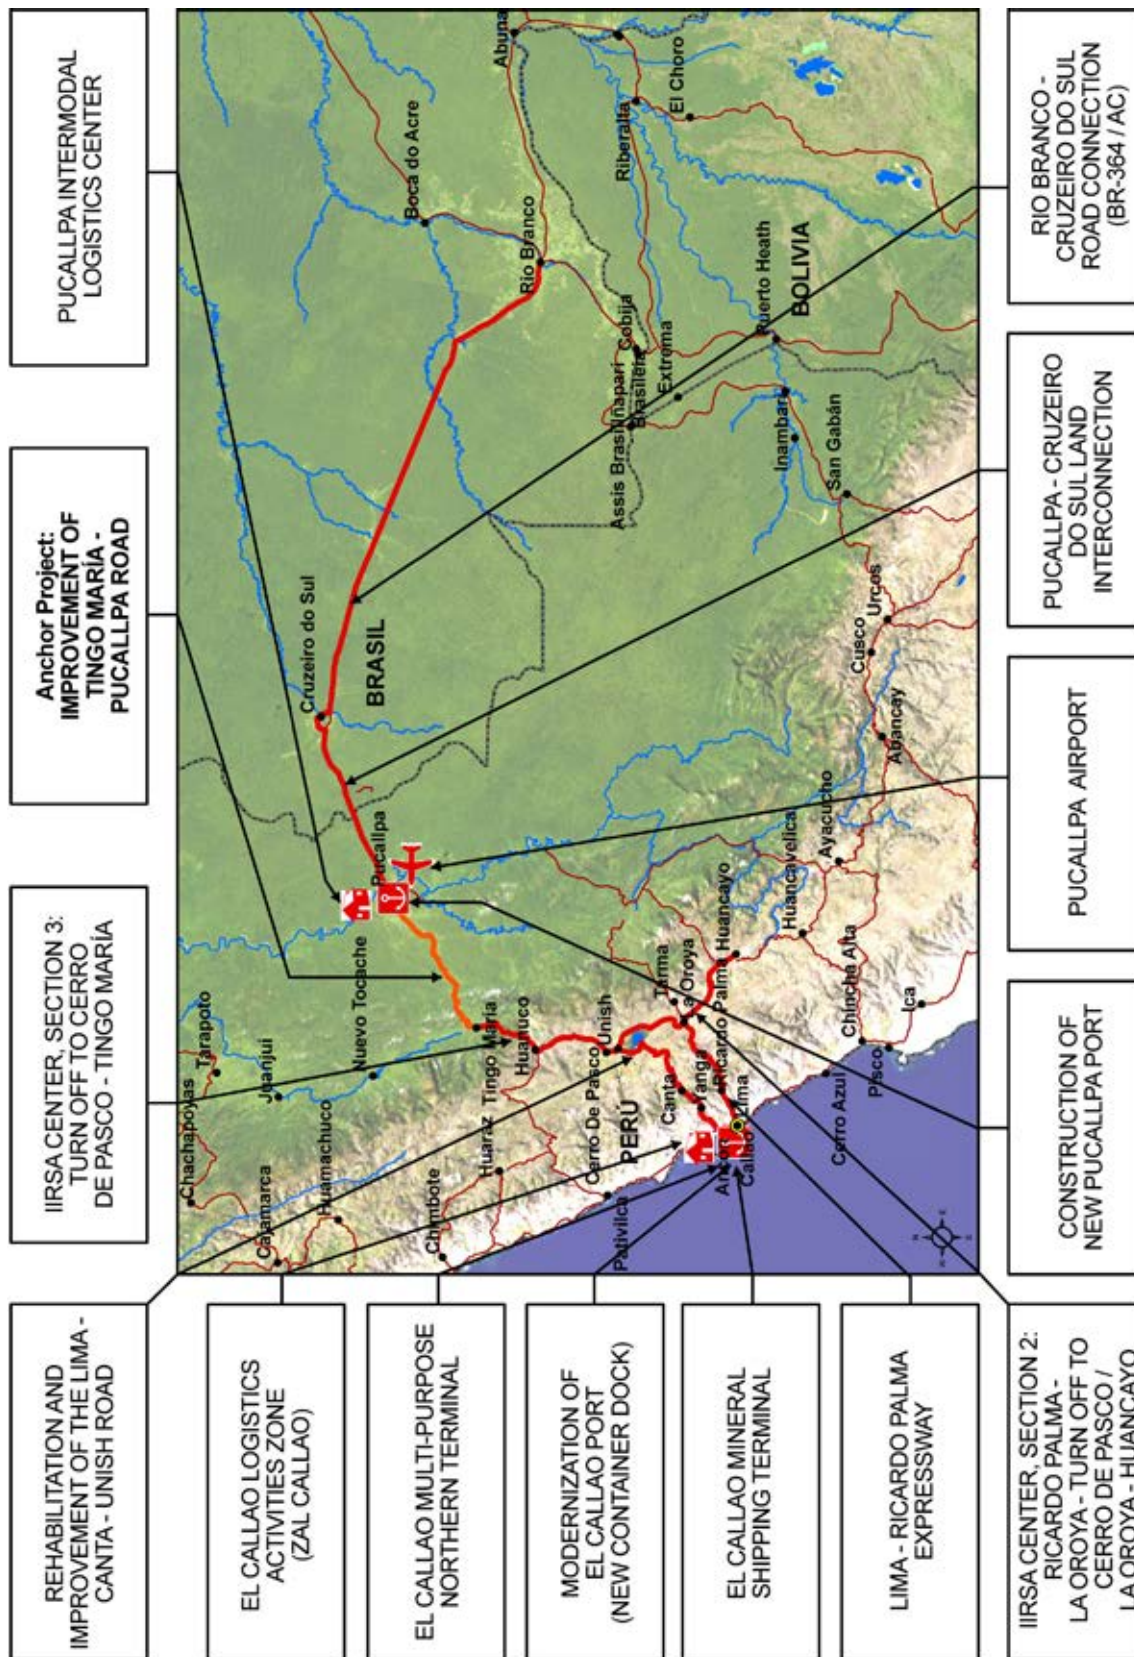 REHABILITATION AND
IMPROVEMENT OF THE LIMA -
CANTA - UNISH ROAD
IIRSA CENTER, SECTION 3:
TURN OFF TO CERRO
DE PASCO - TINGO MARÍA
Anchor Project:
IMPROVEMENT OF
TINGO MARÍA -
PUCALLPA ROAD
PUCALLPA INTERMODAL
LOGISTICS CENTER
EL CALLAO LOGISTICS
ACTIVITIES ZONE
(ZAL CALLAO)
EL CALLAO MULTI-PURPOSE
NORTHERN TERMINAL
MODERNIZATION OF
EL CALLAO PORT
(NEW CONTAINER DOCK)
EL CALLAO MINERAL
SHIPPING TERMINAL
LIMA - RICARDO PALMA
EXPRESSWAY
Chachapoyas
Tarapoto
Cajamarca
Juanjui
Huamachuco
Nuevo Tocache
Cruzeiro do Sul
BRASIL
Pucallpa
Boca do Acre
Abuna
Rio Branco
Chimbote
Huaraz
Tingo Maria
Huanuco
Cerro De Pasco
Unish
Pativilca
PERU
Canta
Yanga
Tarma
La Oroya
Ricardo Palma
Huancayo
Ancon
Callao
Lima
Assis Brasil
Iñapari
Brasileia
Cobija
Extrema
Riberalta
El Choro
Puerto Heath
BOLIVIA
Inambari
San Gabán
Huancavelica
Ayacucho
Cerro Azul
Chincha Alta
Pisco
Ica
Abancay
Cusco
Urcos
N
IIRSA CENTER, SECTION 2:
RICARDO PALMA -
LA OROYA - TURN OFF TO
CERRO DE PASCO /
LA OROYA - HUANCAYO
CONSTRUCTION OF
NEW PUCALLPA PORT
PUCALLPA AIRPORT
PUCALLPA - CRUZEIRO
DO SUL LAND
INTERCONNECTION
RIO BRANCO -
CRUZEIRO DO SUL
ROAD CONNECTION
(BR-364 / AC)